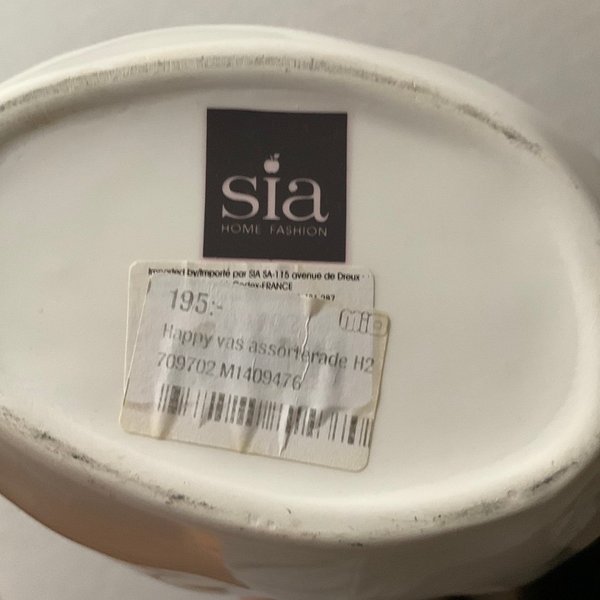 sia
HOME FASHION
Imported by/Importé par SIA SA-115 avenue de Dreux -
Cedex-FRANCE
195:-
Mio
Happy vas assorterade H2
709702 M1409476